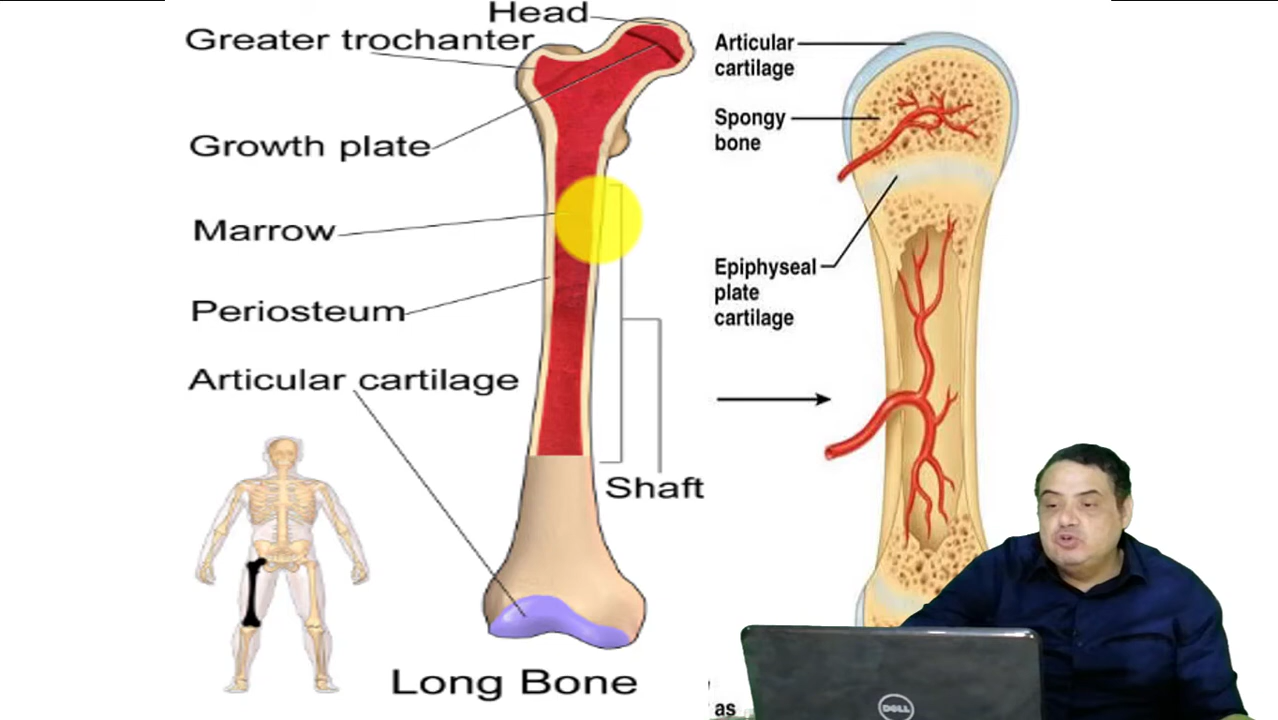 Head
Greater trochanter
Growth plate
Marrow
Periosteum
Articular cartilage
Shaft
Long Bone
Articular
cartilage
Spongy
bone
Epiphyseal
plate
cartilage
as
DELL